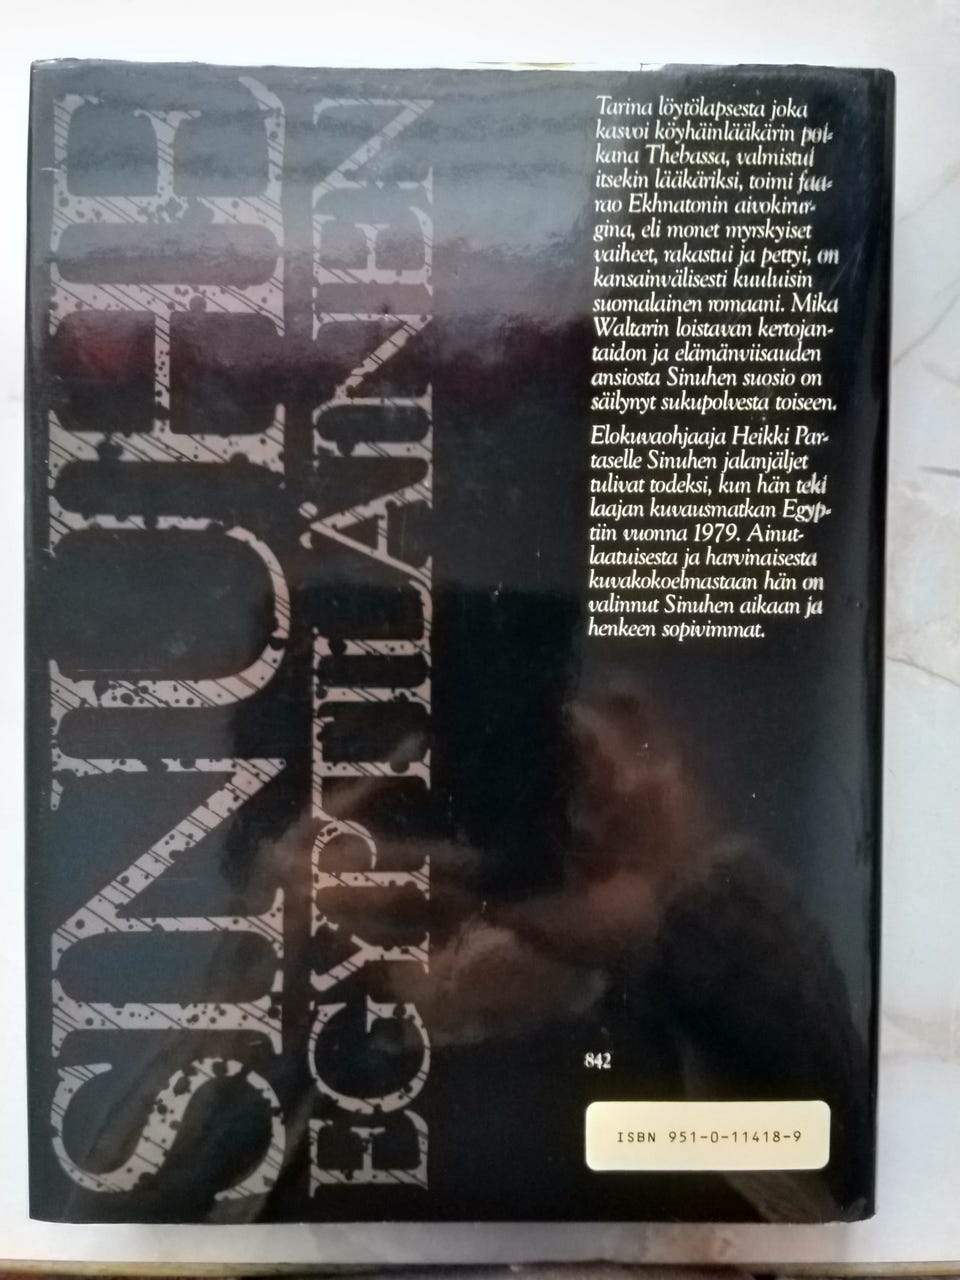 SINUHE
EGYPTILÄINEN
Tarina löytölapsesta joka
kasvoi köyhäinlääkärin poi-
kana Thebassa, valmistui
itsekin lääkäriksi, toimi faa-
rao Ekhnatonin aivokirur-
gina, eli monet myrskyiset
vaiheet, rakastui ja pettyi, on
kansainvälisesti kuuluisin
suomalainen romaani. Mika
Waltarin loistavan kertojan-
taidon ja elämänviisauden
ansiosta Sinuhen suosio on
säilynyt sukupolvesta toiseen.
Elokuvaohjaaja Heikki Par-
taselle Sinuhen jalanjäljet
tulivat todeksi, kun hän teki
laajan kuvausmatkan Egyp-
tiin vuonna 1979. Ainut-
laatuisesta ja harvinaisesta
kuvakokoelmastaan hän on
valinnut Sinuhen aikaan ja
henkeen sopivimmat.
842
ISBN 951-0-11418-9